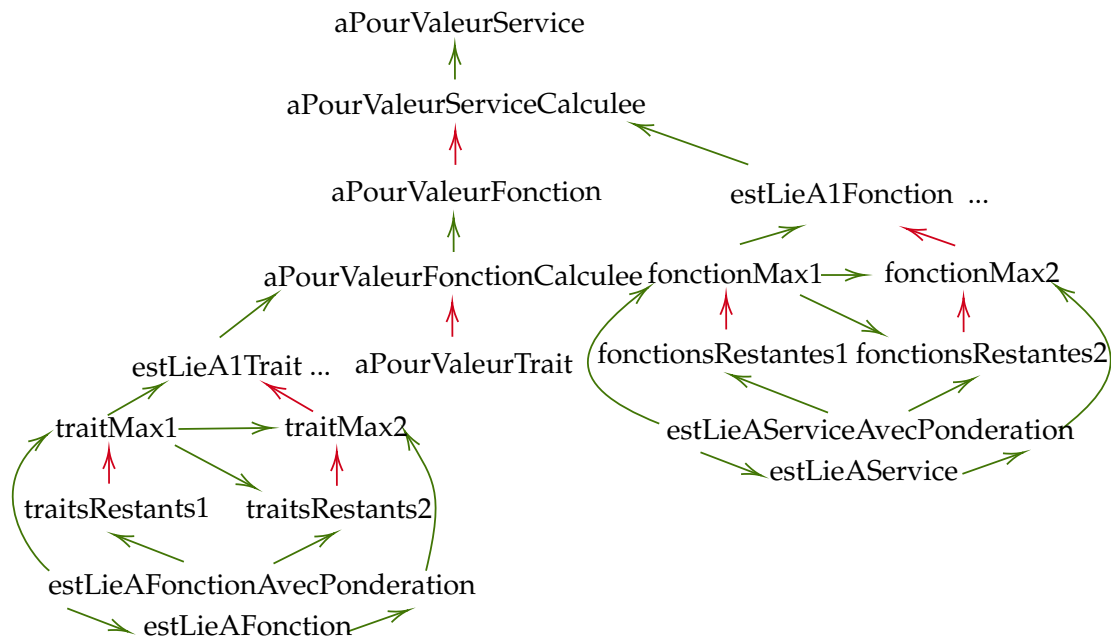 aPourValeurService
aPourValeurServiceCalculee
aPourValeurFonction
estLieA1Fonction ...
aPourValeurFonctionCalculee
fonctionMax1
fonctionMax2
estLieA1Trait ...
aPourValeurTrait
fonctionsRestantes1
fonctionsRestantes2
traitMax1
traitMax2
estLieAServiceAvecPonderation
estLieAService
traitsRestants1
traitsRestants2
estLieAFonctionAvecPonderation
estLieAFonction